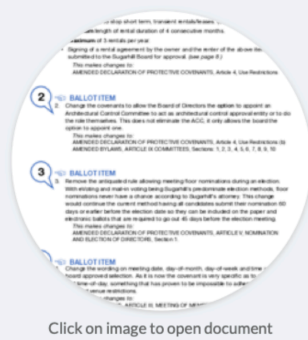 to stop short term, transient rentals/leases
length of rental duration of 4 consecutive months.
of 3 rentals per year
Signing of a rental agreement by the owner and the renter of the above
submitted to the Sugarhill Board for approval. (see page 8)
This makes changes to:
AMENDED DECLARATION OF PROTECTIVE COVENANTS, Article 4, Use Restrictions
2 BALLOT ITEM
2. Change the covenants to allow the Board of Directors the option to appoint an
Architectural Control Committee to act as architectural control approval entity or to do
the role themselves. This does not eliminate the ACC, it only allows the board the
option to appoint one.
This makes changes to:
AMENDED DECLARATION OF PROTECTIVE COVENANTS, Article 4, Use Restrictions (b)
AMENDED BYLAWS, ARTICLE IX COMMITTEES, Sections: 1, 2, 3, 4, 5, 6, 7, 8, 9, 10
3 BALLOT ITEM
3. Remove the antiquated rule allowing meeting floor nominations during an election.
With existing and mail-in voting being Sugarhill's predominate election methods, floor
nominations never have a chance according to Sugarhill's attorney. This change
would continue the current method having all candidates submit their nomination 60
days or earlier before the election date so they can be included on the paper and
electronic ballots that are required to go out 45 days before the election meeting.
This makes changes to:
AMENDED DECLARATION OF PROTECTIVE COVENANTS, ARTICLE V, NOMINATION
AND ELECTION OF DIRECTORS, Section 1.
BALLOT ITEM
Change the wording on meeting date, day-of-month, day-of-week and time
board approved selection. As it is now the covenant is very specific as to
time-of-day, something that has proven to be impossible to
venue restrictions.
changes to:
ARTICLE III, MEETING OF
Click on image to open document